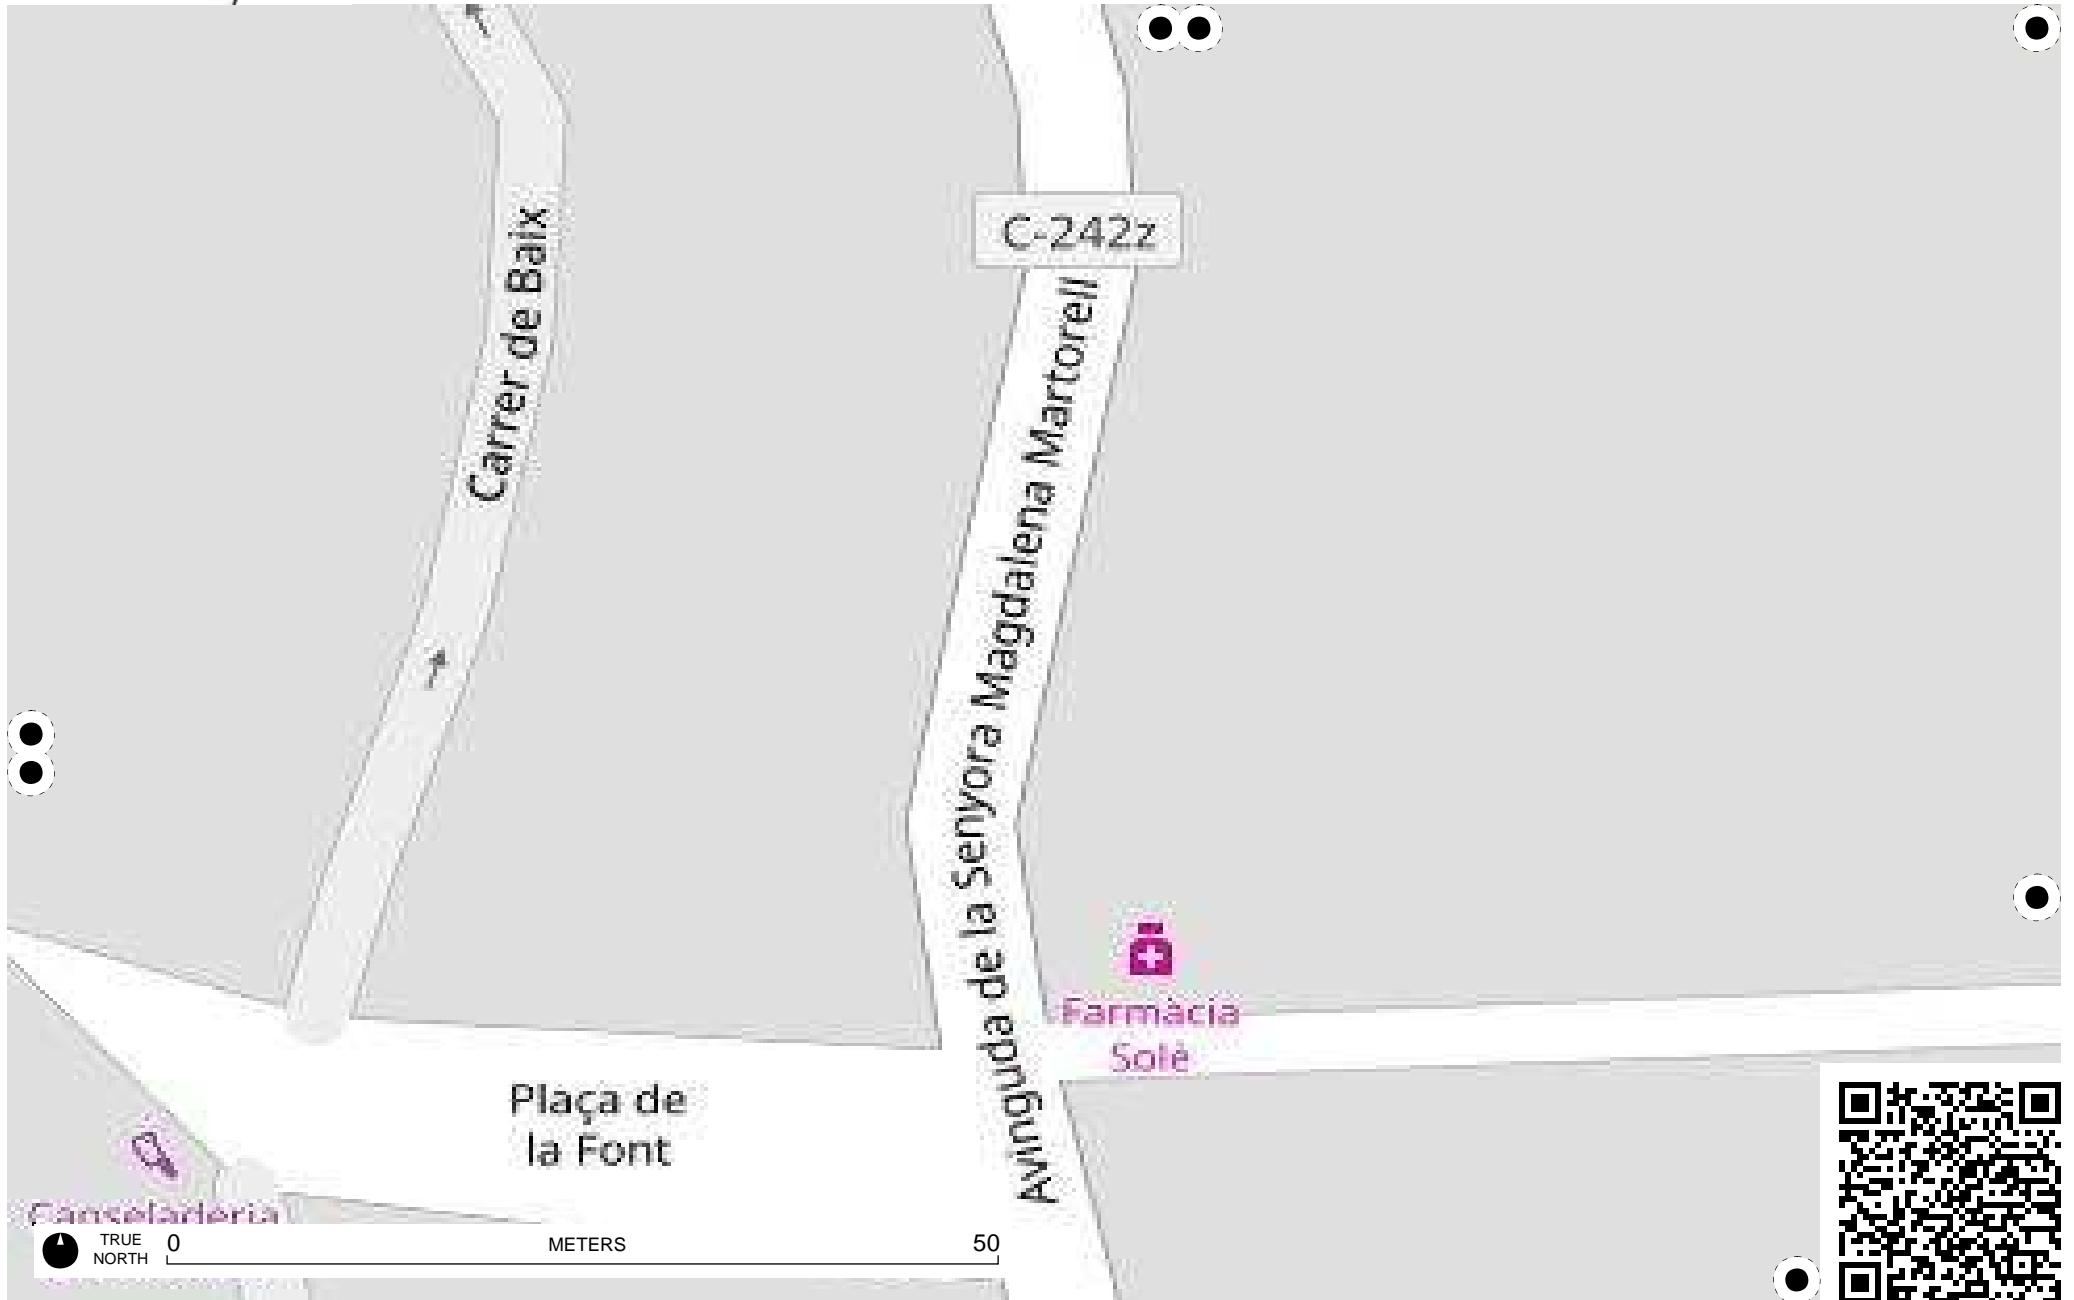 C-242z
Carrer de Baix
Avinguda de la Senyora Magdalena Martorell
Farmàcia
Solé
Plaça de
la Font
TRUE
NORTH
0
METERS
50